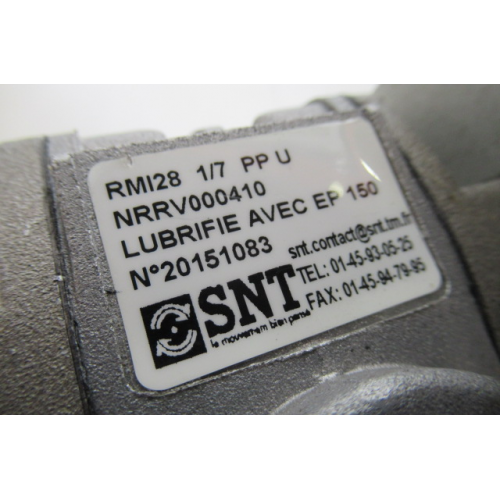 RMI28 1/7 PP U
NRRV000410
LUBRIFIE AVEC EP 150
N°20151083
snt.contact@snt.tm.fr
TEL: 01-45-93-05-25
FAX: 01-45-94-79-95
SNT
le mouvement bien pensé